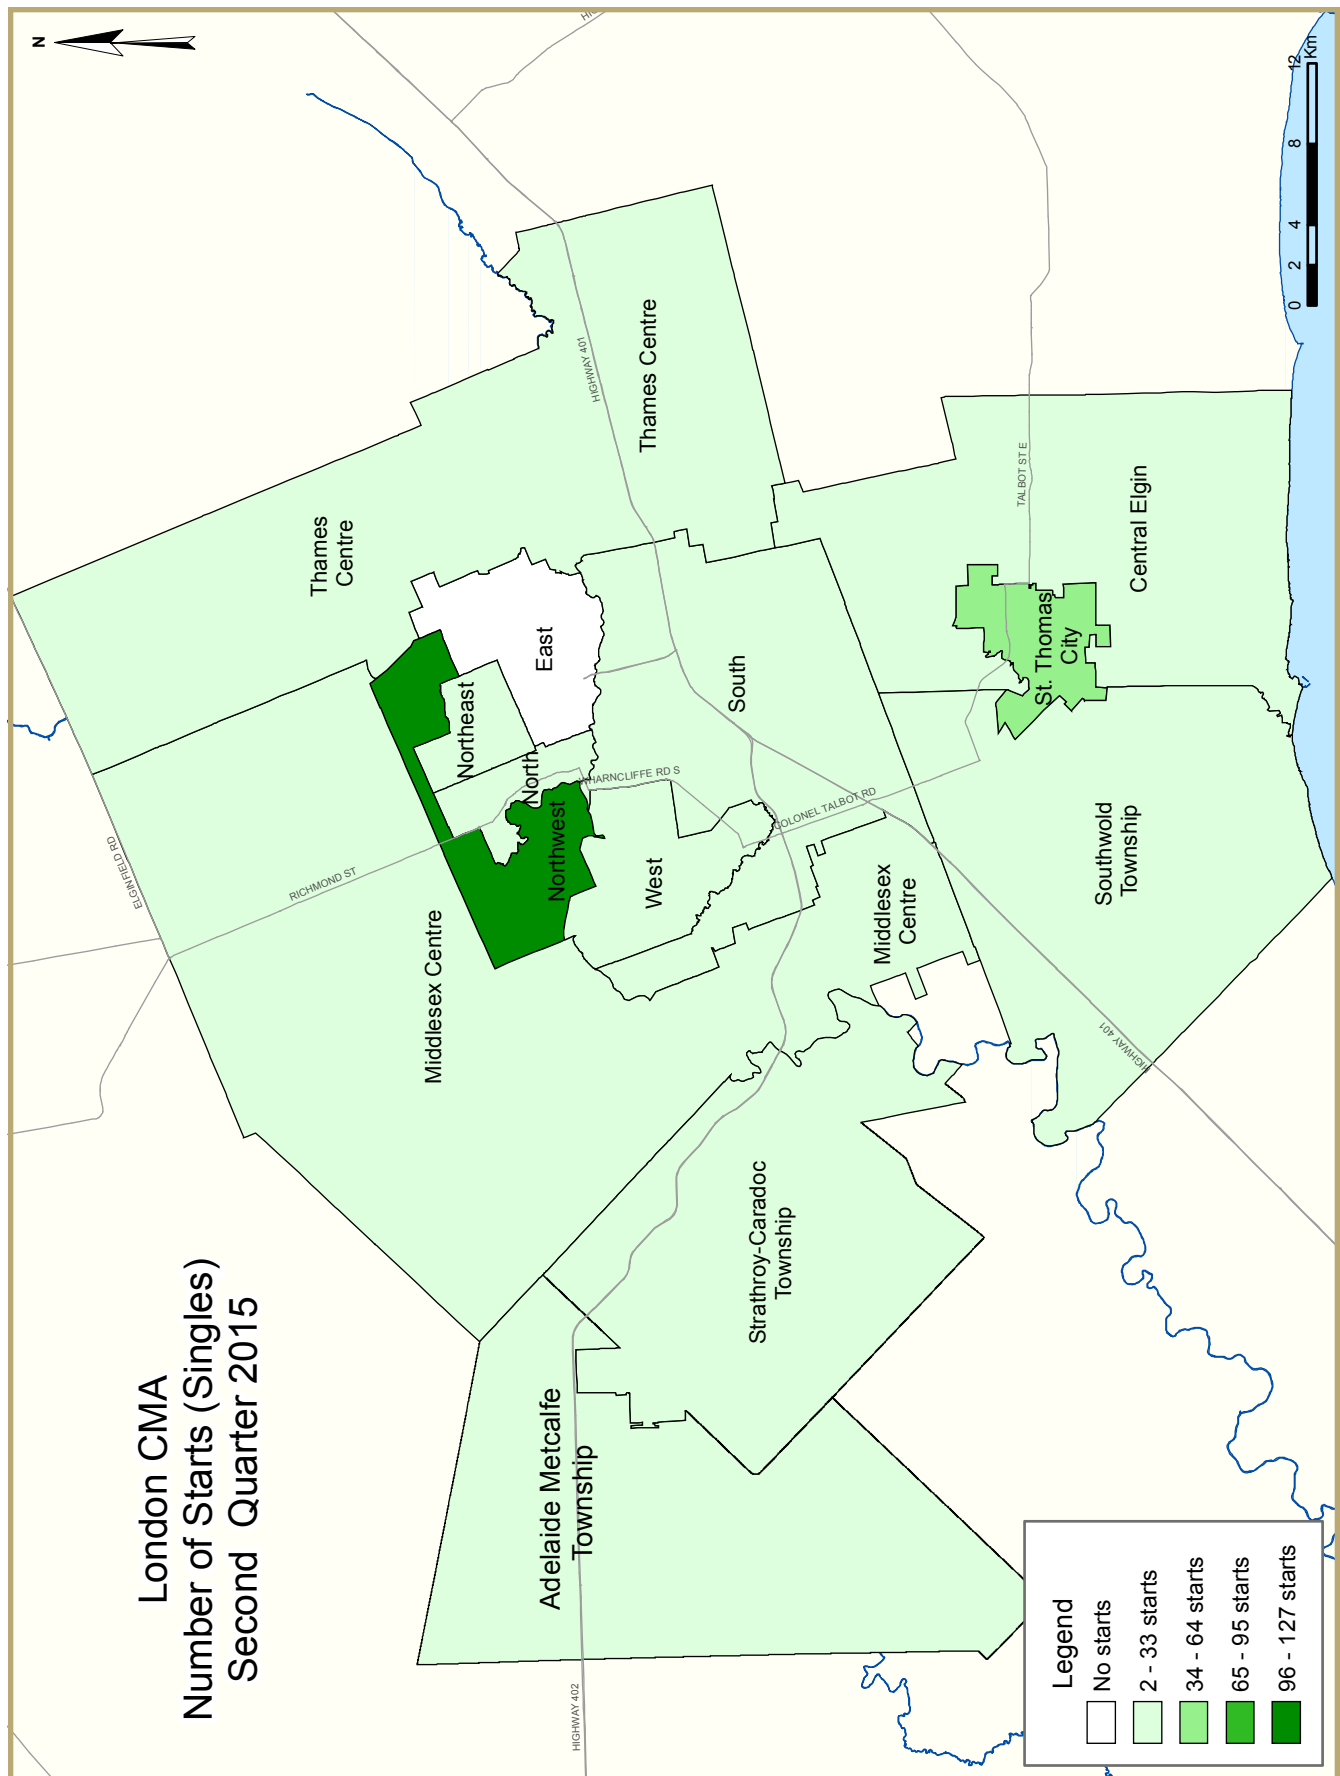 London CMA
Number of Starts (Singles)
Second Quarter 2015
N
ELGINFIELD RD
RICHMOND ST
Thames
Centre
Middlesex Centre
Northeast
East
North
Northwest
HIGHWAY 401
Thames Centre
WHARNCLIFFE RD S
West
South
COLONEL TALBOT RD
Adelaide Metcalfe
Township
HIGHWAY 402
Strathroy-Caradoc
Township
Middlesex
Centre
TALBOT ST E
St. Thomas
City
Central Elgin
Southwold
Township
HIGHWAY 401
Legend
No starts
2 - 33 starts
34 - 64 starts
65 - 95 starts
96 - 127 starts
0 2 4 8 12
Km